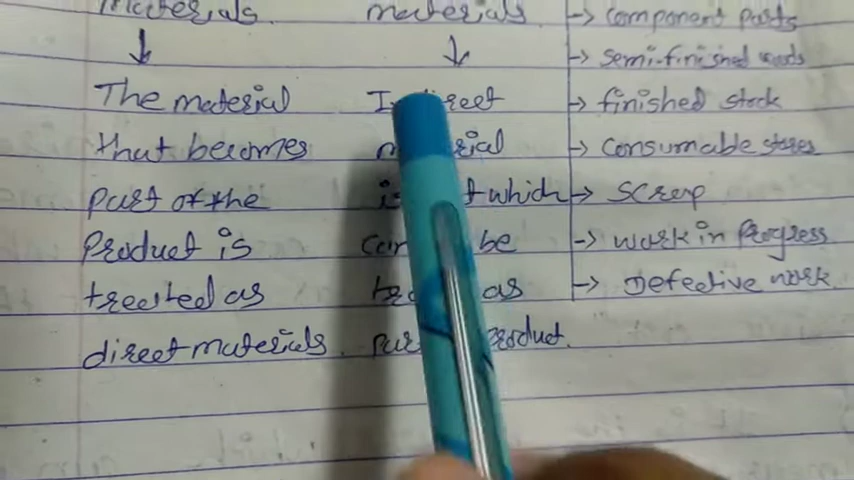 materials.
The material
that becomes
part of the
Product is
treated as
direct materials.
materials
which
be
as
Product.
→ component parts
→ semi-finished
→ finished stock
→ consumable stores
→ scrap
→ work in Progress
→ Defective work